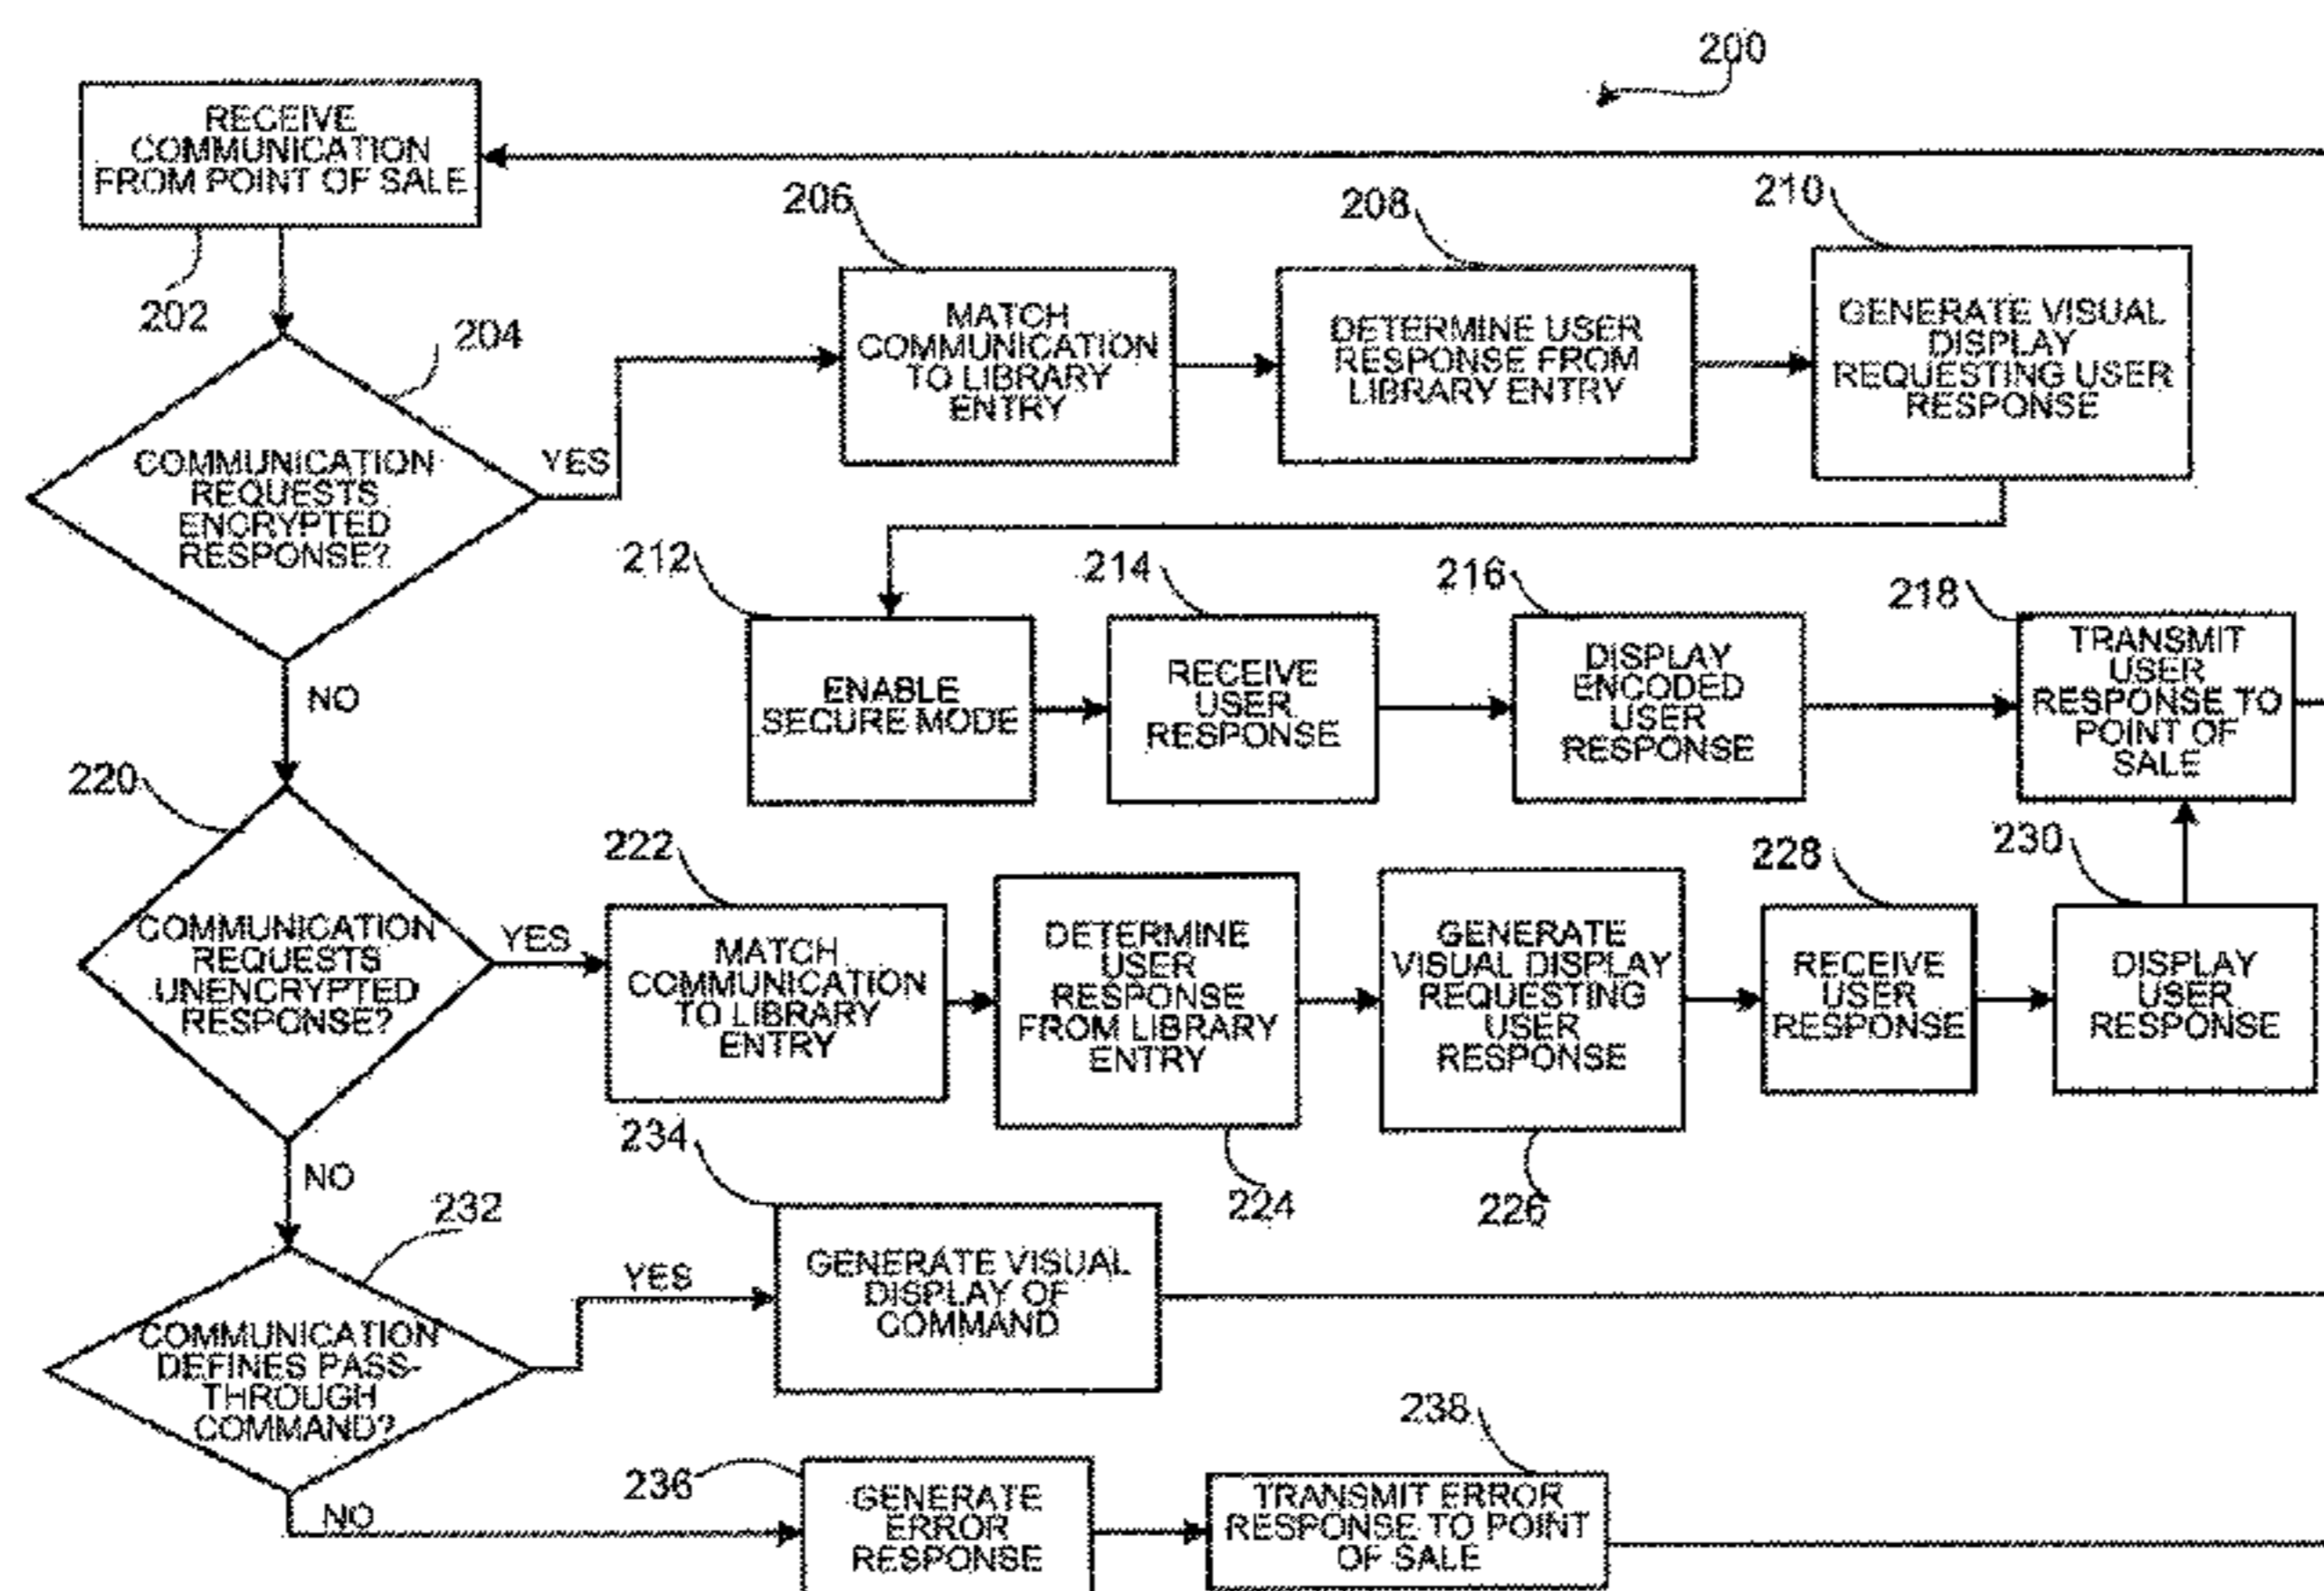 200
RECEIVE
COMMUNICATION
FROM POINT OF SALE
202
204
COMMUNICATION
REQUESTS
ENCRYPTED
RESPONSE?
YES
206
MATCH
COMMUNICATION
TO LIBRARY
ENTRY
208
DETERMINE USER
RESPONSE FROM
LIBRARY ENTRY
210
GENERATE VISUAL
DISPLAY
REQUESTING USER
RESPONSE
NO
212
ENABLE
SECURE MODE
214
RECEIVE
USER
RESPONSE
216
DISPLAY
ENCODED
USER
RESPONSE
218
TRANSMIT
USER
RESPONSE TO
POINT OF
SALE
220
COMMUNICATION
REQUESTS
UNENCRYPTED
RESPONSE?
YES
222
MATCH
COMMUNICATION
TO LIBRARY
ENTRY
DETERMINE
USER
RESPONSE
FROM LIBRARY
ENTRY
224
GENERATE
VISUAL DISPLAY
REQUESTING
USER
RESPONSE
226
228
RECEIVE
USER
RESPONSE
230
DISPLAY
USER
RESPONSE
NO
232
COMMUNICATION
DEFINES PASS-
THROUGH
COMMAND?
YES
234
GENERATE VISUAL
DISPLAY OF
COMMAND
NO
236
GENERATE
ERROR
RESPONSE
238
TRANSMIT ERROR
RESPONSE TO POINT
OF SALE